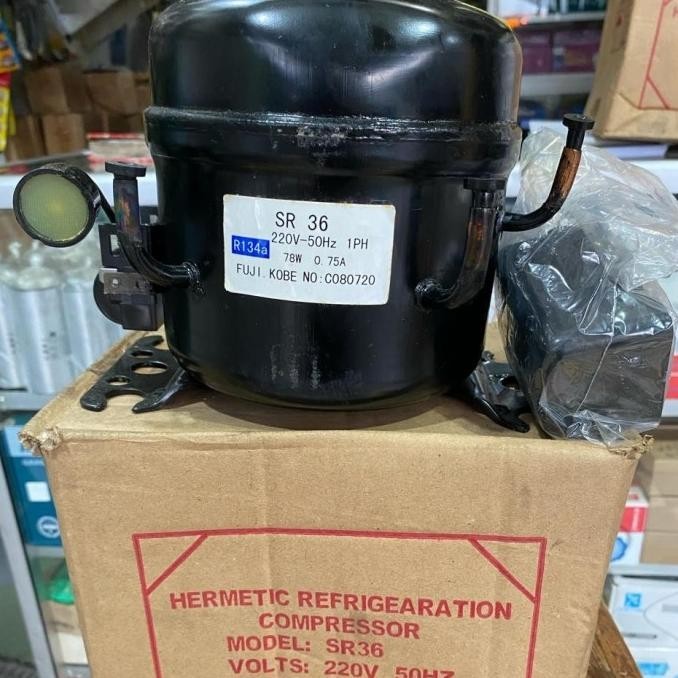 SR 36
220V-50Hz 1PH
R134a
78W 0.75A
FUJI.KOBE NO:C080720
HERMETIC REFRIGEARATION
COMPRESSOR
MODEL: SR36
VOLTS: 220V 50HZ